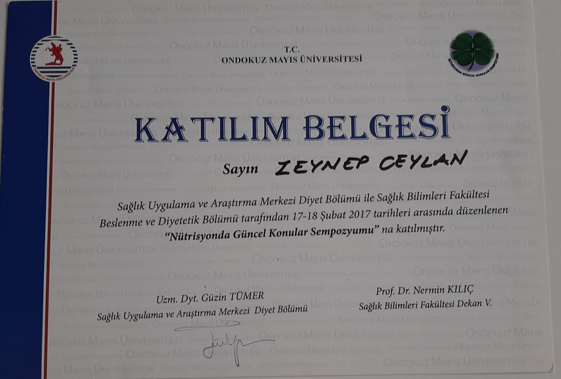 T.C.
ONDOKUZ MAYIS ÜNİVERSİTESİ
KATILIM BELGESİ
Sayın ZEYNEP CEYLAN
Sağlık Uygulama ve Araştırma Merkezi Diyet Bölümü ile Sağlık Bilimleri Fakültesi
Beslenme ve Diyetetik Bölümü tarafından 17-18 Şubat 2017 tarihleri arasında düzenlenen
“Nütrisyonda Güncel Konular Sempozyumu” na katılmıştır.
Uzm. Dyt. Güzin TÜMER
Sağlık Uygulama ve Araştırma Merkezi Diyet Bölümü
Prof. Dr. Nermin KILIÇ
Sağlık Bilimleri Fakültesi Dekan V.